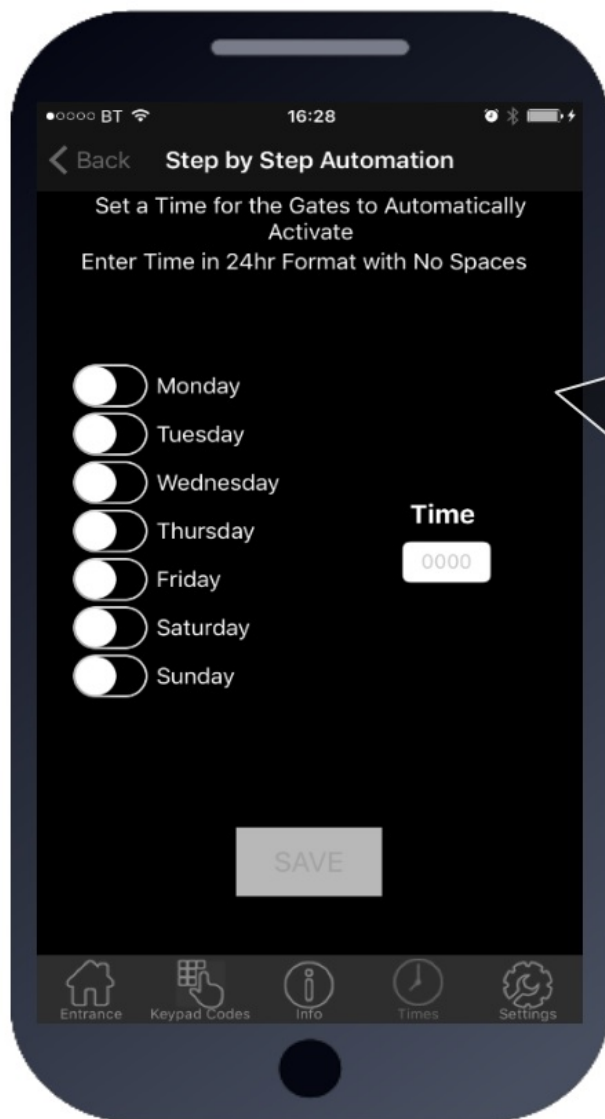 BT 16:28
Back Step by Step Automation
Set a Time for the Gates to Automatically
Activate
Enter Time in 24hr Format with No Spaces
Monday
Tuesday
Wednesday
Thursday
Time
0000
Friday
Saturday
Sunday
SAVE
Entrance Keypad Codes Info Times Settings